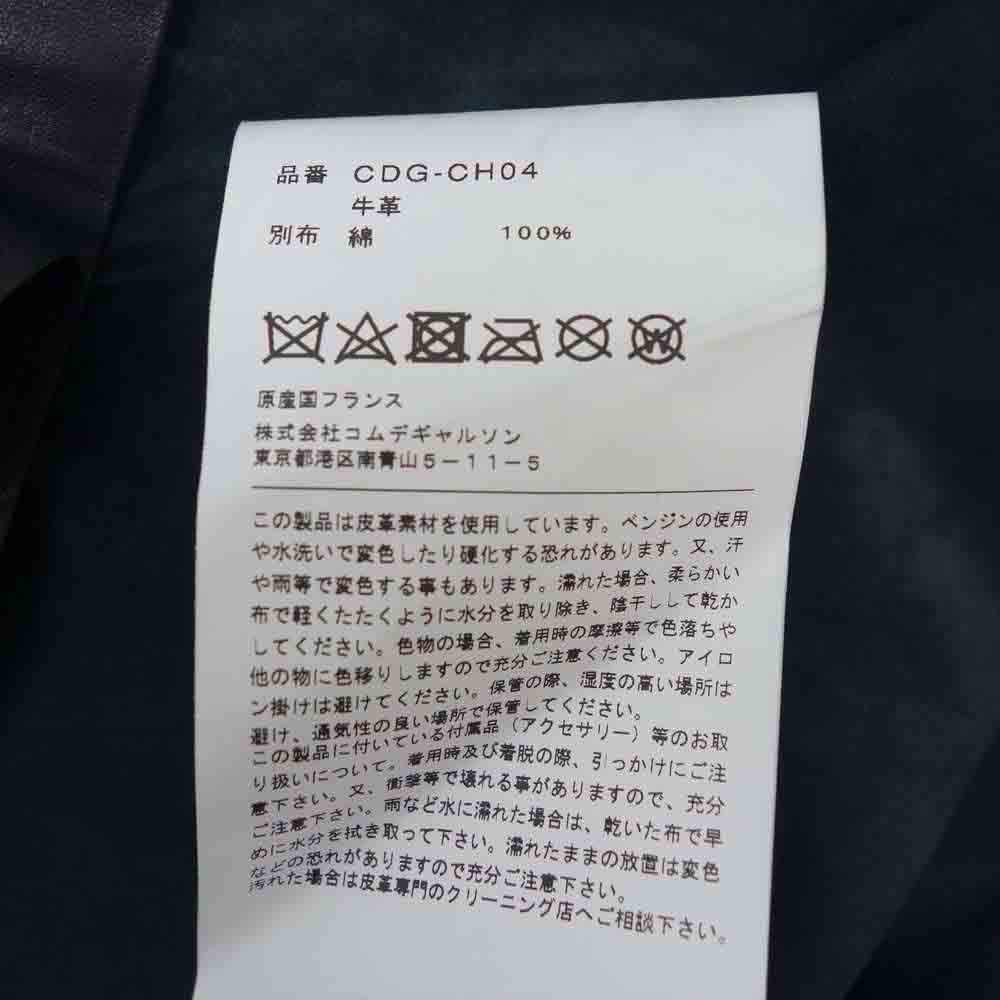 品番 CDG-CH04
牛革
別布 綿 100%
原産国フランス
株式会社コムデギャルソン
東京都港区南青山5-11-5
この製品は皮革素材を使用しています。ベンジンの使用
や水洗いで変色したり硬化する恐れがあります。又、汗
や雨等で変色する事もあります。濡れた場合、柔らかい
布で軽くたたくように水分を取り除き、陰干しして乾か
してください。色物の場合、着用時の摩擦等で色落ちや
他の物に色移りしますので充分ご注意ください。アイロ
ン掛けは避けてください。保管の際、湿度の高い場所は
避け、通気性の良い場所で保管してください。
この製品に付いている付属品（アクセサリー）等のお取
り扱いについて。着用時及び着脱の際、引っかけにご注
意下さい。又、衝撃等で壊れる事がありますので、充分
ご注意下さい。雨など水に濡れた場合は、乾いた布で早
めに水分を拭き取って下さい。濡れたままの放置は変色
などの恐れがありますので充分ご注意下さい。
汚れた場合は皮革専門のクリーニング店へご相談下さい。